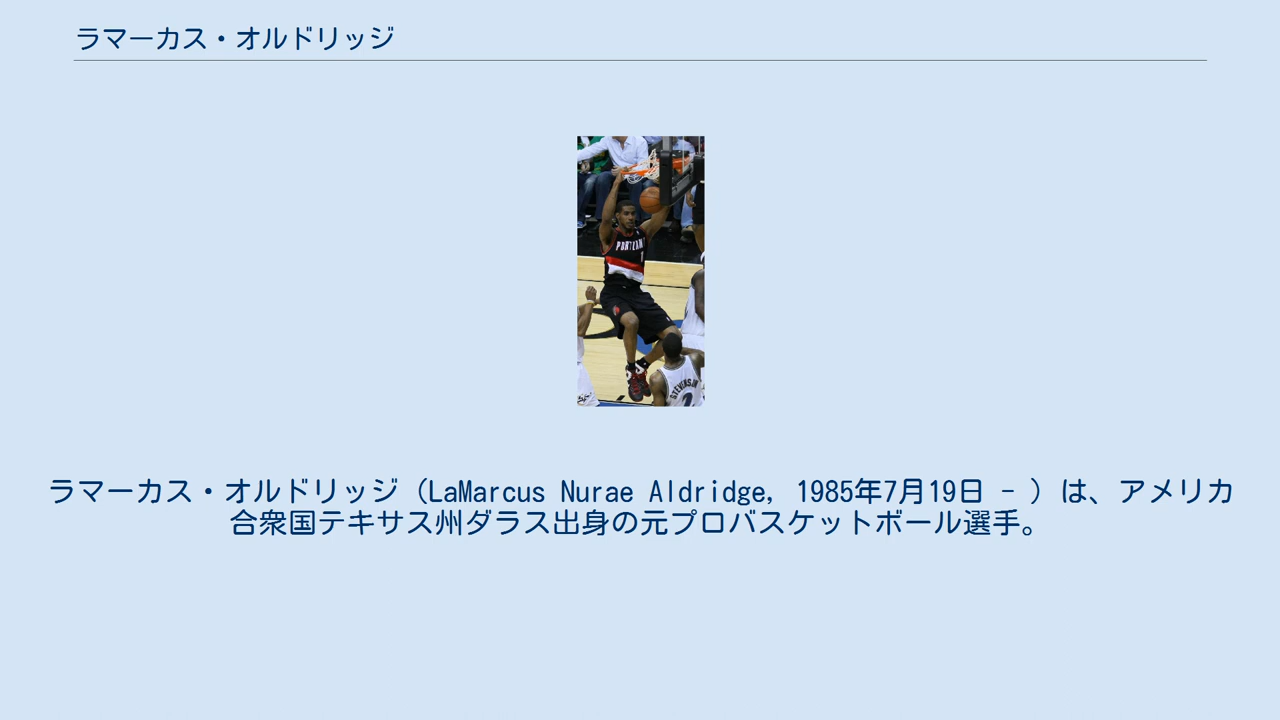 ラマーカス・オルドリッジ
PORTLAND
STEVENSON
2
ラマーカス・オルドリッジ（LaMarcus Nurae Aldridge, 1985年7月19日 - ）は、アメリカ
合衆国テキサス州ダラス出身の元プロバスケットボール選手。